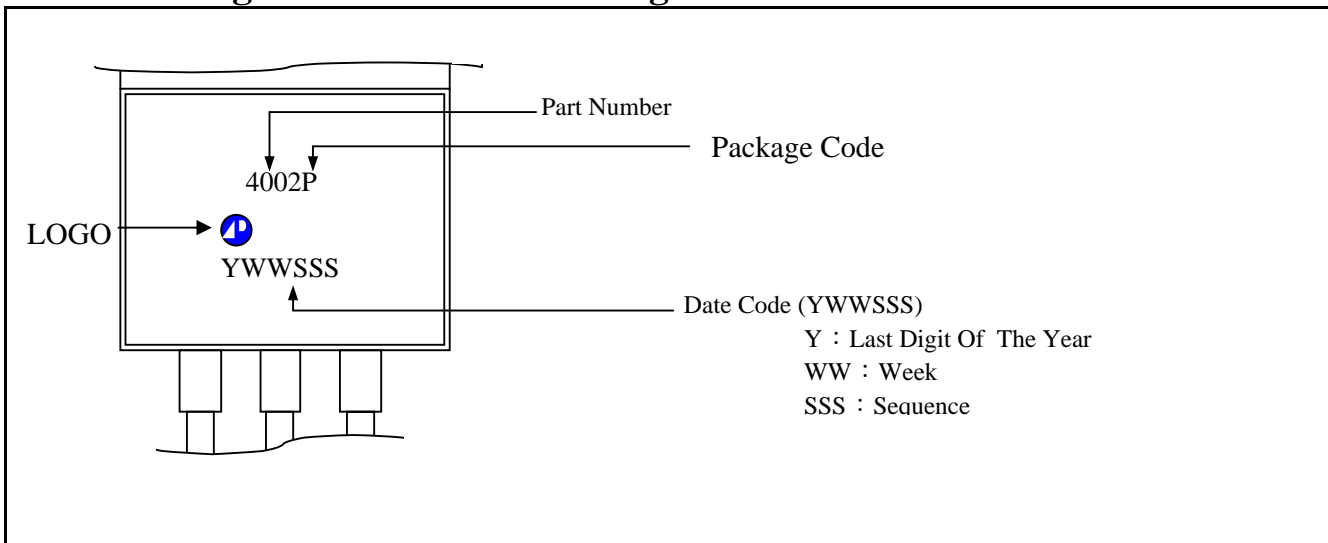 Part Number
Package Code
4002P
LOGO
YWWSSS
Date Code (YWWSSS)
Y：Last Digit Of The Year
WW：Week
SSS：Sequence